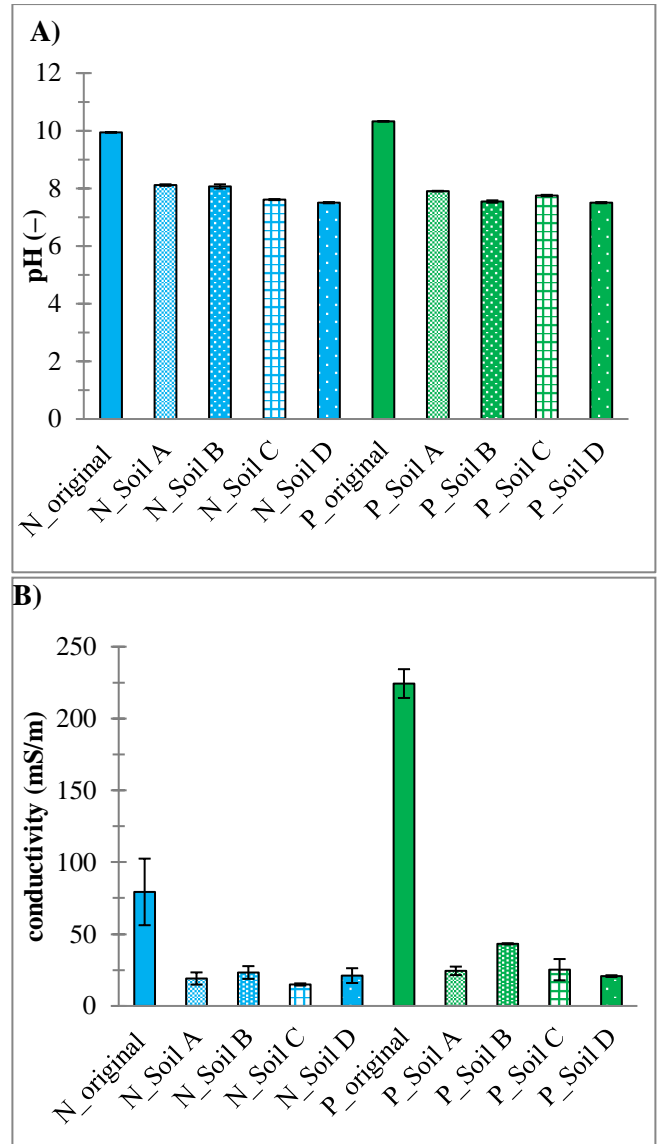 A)
12
10
8
6
4
2
0
pH (–)
N_original
N_Soil A
N_Soil B
N_Soil C
N_Soil D
P_original
P_Soil A
P_Soil B
P_Soil C
P_Soil D
B)
250
200
150
100
50
0
conductivity (mS/m)
N_original
N_Soil A
N_Soil B
N_Soil C
N_Soil D
P_original
P_Soil A
P_Soil B
P_Soil C
P_Soil D